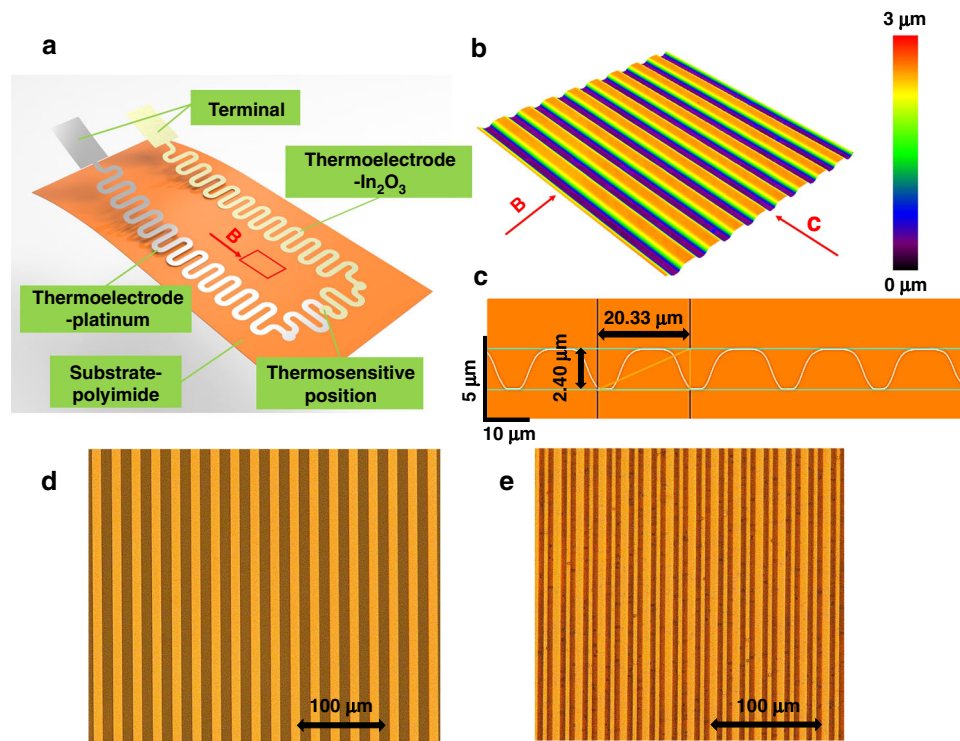 a
Terminal
Thermoelectrode
-In₂O₃
B
Thermoelectrode
-platinum
Substrate-
polyimide
Thermosensitive
position
b
3 μm
B
C
0 μm
c
20.33 μm
2.40 μm
5 μm
10 μm
d
100 μm
e
100 μm